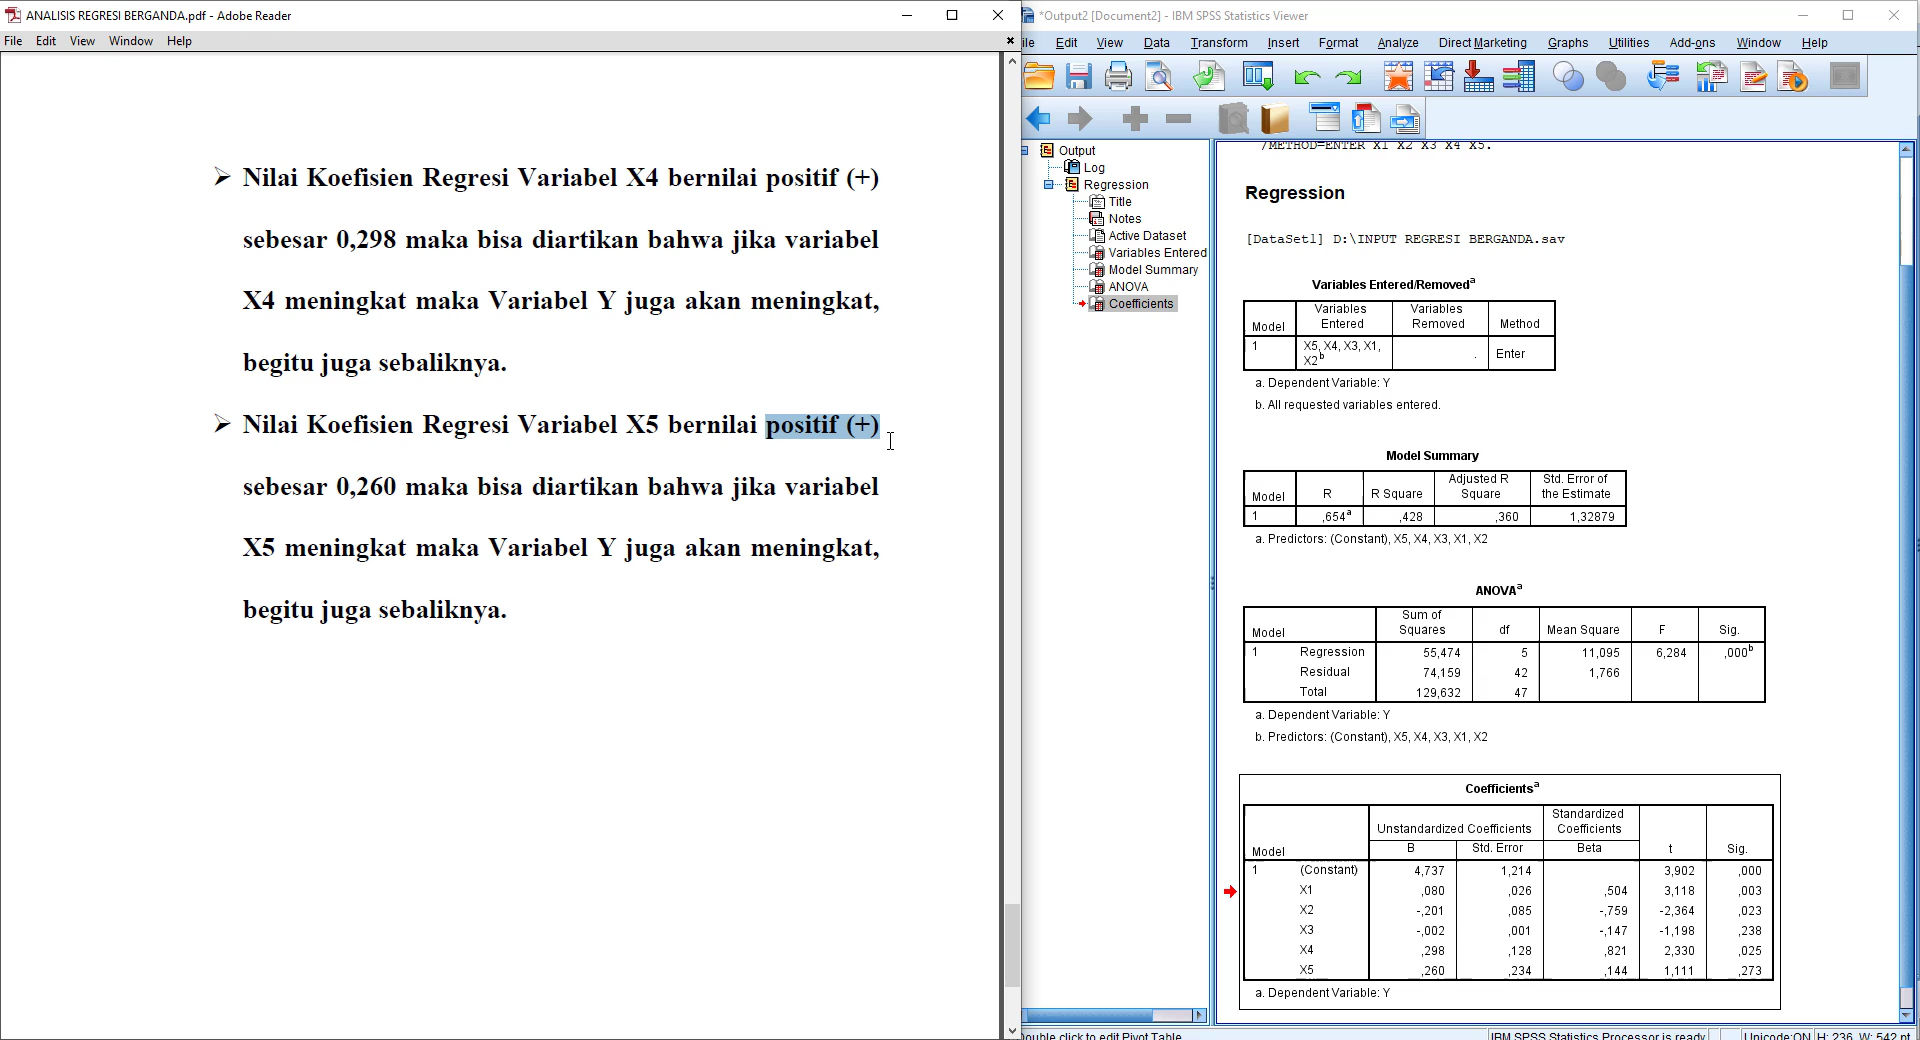 ANALISIS REGRESI BERGANDA.pdf - Adobe Reader
File Edit View Window Help
➢ Nilai Koefisien Regresi Variabel X4 bernilai positif (+)
sebesar 0,298 maka bisa diartikan bahwa jika variabel
X4 meningkat maka Variabel Y juga akan meningkat,
begitu juga sebaliknya.
➢ Nilai Koefisien Regresi Variabel X5 bernilai positif (+)
sebesar 0,260 maka bisa diartikan bahwa jika variabel
X5 meningkat maka Variabel Y juga akan meningkat,
begitu juga sebaliknya.
*Output2 [Document2] - IBM SPSS Statistics Viewer
ile Edit View Data Transform Insert Format Analyze Direct Marketing Graphs Utilities Add-ons Window Help
Output
Log
Regression
Title
Notes
Active Dataset
Variables Entered
Model Summary
ANOVA
Coefficients
/METHOD=ENTER X1 X2 X3 X4 X5.
Regression
[DataSet1] D:\INPUT REGRESI BERGANDA.sav
Variables Entered/Removedᵃ
Model Variables Entered Variables Removed Method
1 X5, X4, X3, X1, X2ᵇ . Enter
a. Dependent Variable: Y
b. All requested variables entered.
Model Summary
Model R R Square Adjusted R Square Std. Error of the Estimate
1 ,654ᵃ ,428 ,360 1,32879
a. Predictors: (Constant), X5, X4, X3, X1, X2
ANOVAᵃ
Model Sum of Squares df Mean Square F Sig.
1 Regression 55,474 5 11,095 6,284 ,000ᵇ
Residual 74,159 42 1,766
Total 129,632 47
a. Dependent Variable: Y
b. Predictors: (Constant), X5, X4, X3, X1, X2
Coefficientsᵃ
Unstandardized Coefficients Standardized Coefficients
Model B Std. Error Beta t Sig.
1 (Constant) 4,737 1,214 3,902 ,000
X1 ,080 ,026 ,504 3,118 ,003
X2 -,201 ,085 -,759 -2,364 ,023
X3 -,002 ,001 -,147 -1,198 ,238
X4 ,298 ,128 ,821 2,330 ,025
X5 ,260 ,234 ,144 1,111 ,273
a. Dependent Variable: Y
Double click to edit Pivot Table IBM SPSS Statistics Processor is ready Unicode:ON H: 236, W: 542 pt